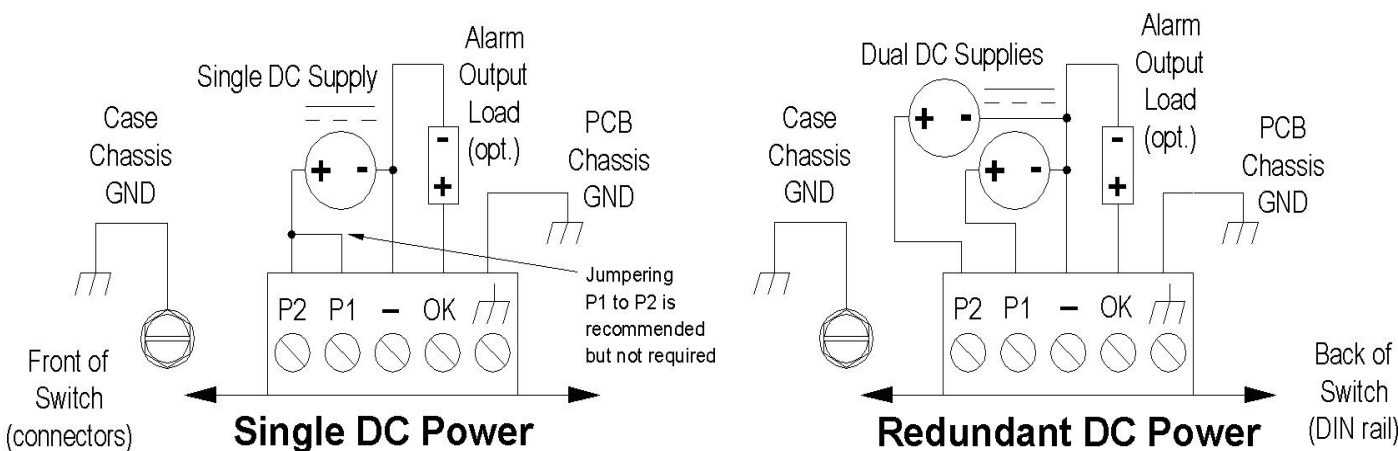 Single DC Supply
Alarm
Output
Load
(opt.)
Case
Chassis
GND
PCB
Chassis
GND
+ -
-
+
Jumpering
P1 to P2 is
recommended
but not required
P2 P1 – OK
Front of
Switch
(connectors)
Single DC Power
Dual DC Supplies
Alarm
Output
Load
(opt.)
Case
Chassis
GND
PCB
Chassis
GND
+ -
+ -
-
+
P2 P1 – OK
Back of
Switch
(DIN rail)
Redundant DC Power